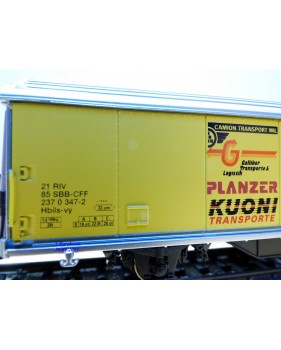 21 RIV
85 SBB-CFF
237 0 347-2
Hbils-vy
A B C
CAMION TRANSPORT WIL
G
Galliker
Transporte &
Logistik
PLANZER
KUONI
TRANSPORTE